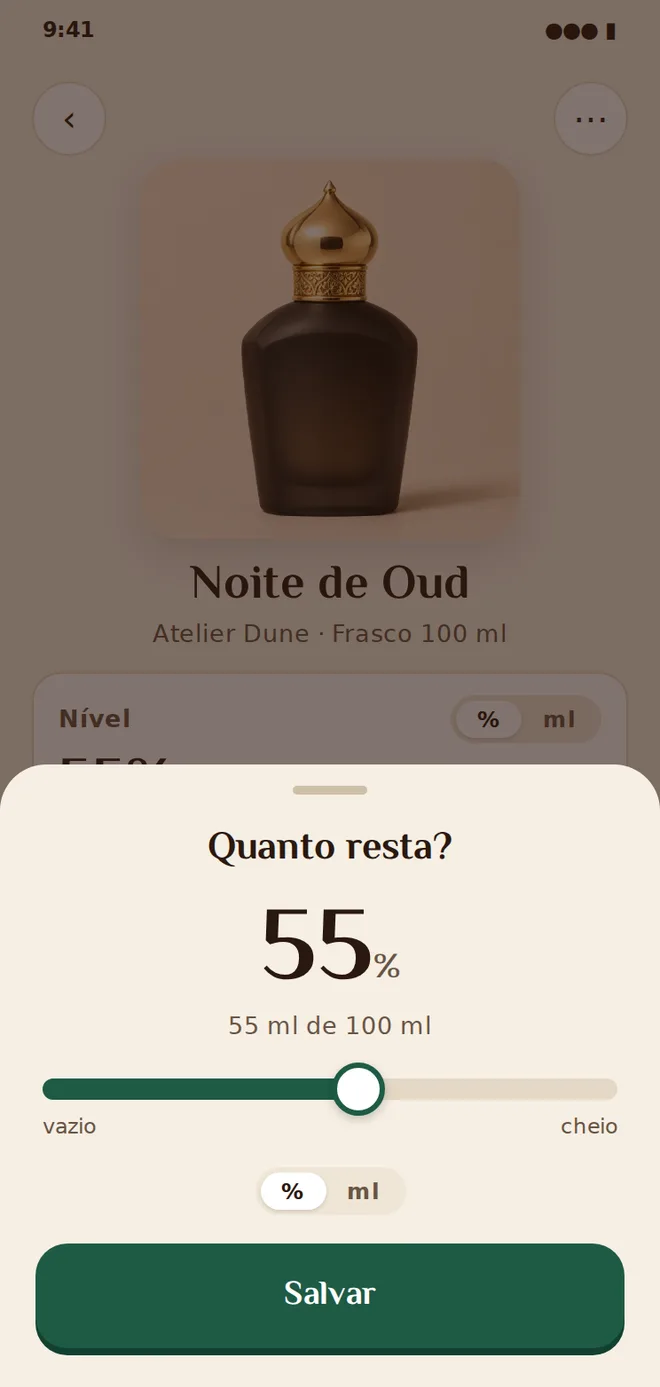 9:41
Noite de Oud
Atelier Dune · Frasco 100 ml
Nível
% ml
55%
Quanto resta?
55%
55 ml de 100 ml
vazio cheio
% ml
Salvar